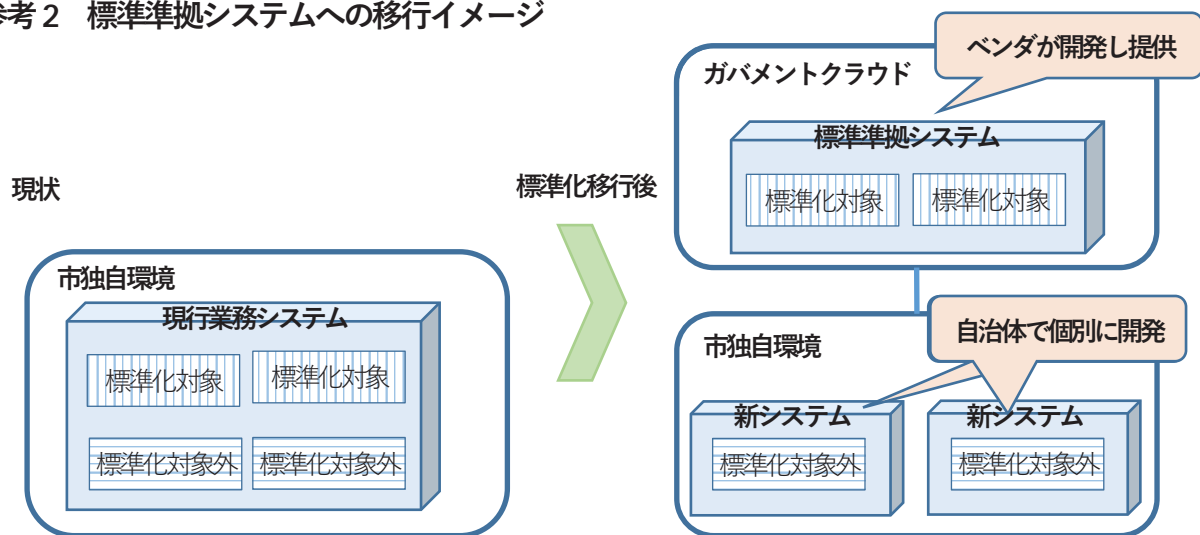 参考２ 標準準拠システムへの移行イメージ
ベンダが開発し提供
ガバメントクラウド
標準準拠システム
標準化対象 標準化対象
現状
標準化移行後
市独自環境
現行業務システム
標準化対象 標準化対象
標準化対象外 標準化対象外
自治体で個別に開発
市独自環境
新システム 新システム
標準化対象外 標準化対象外